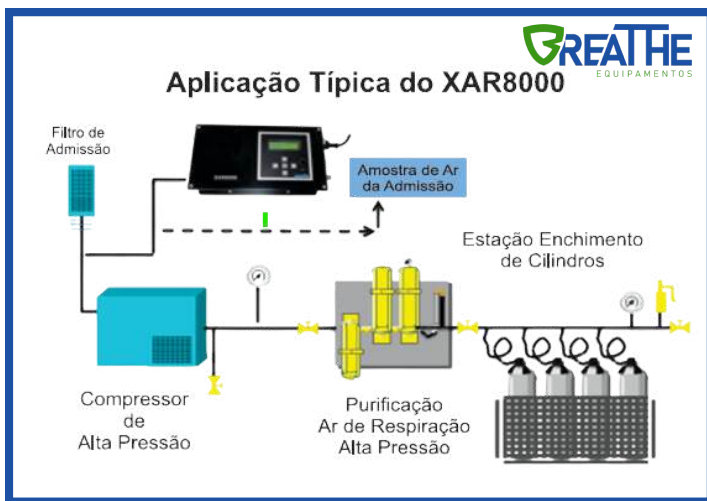 BREATHE
EQUIPAMENTOS
Aplicação Típica do XAR8000
Filtro de
Admissão
Amostra de Ar
da Admissão
Estação Enchimento
de Cilindros
Compressor
de
Alta Pressão
Purificação
Ar de Respiração
Alta Pressão